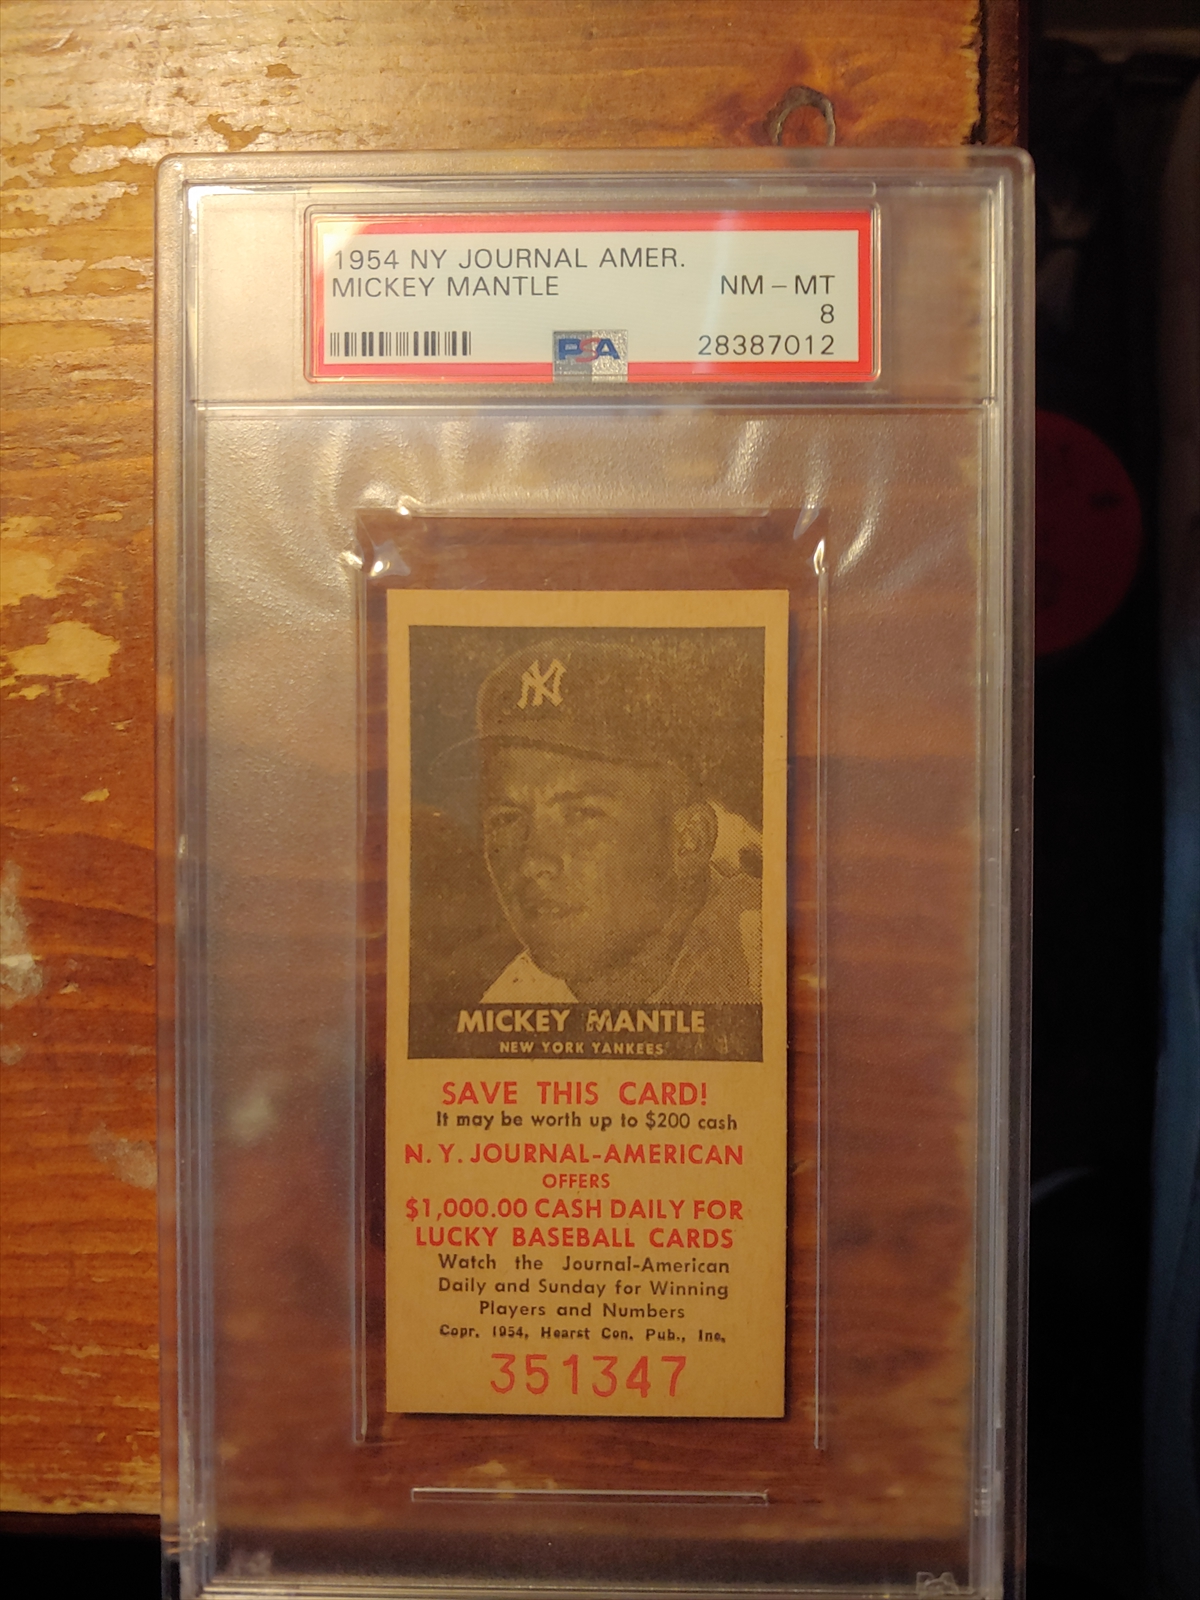 1954 NY JOURNAL AMER.
MICKEY MANTLE NM - MT
8
PSA 28387012
NY
MICKEY MANTLE
NEW YORK YANKEES
SAVE THIS CARD!
It may be worth up to $200 cash
N. Y. JOURNAL-AMERICAN
OFFERS
$1,000.00 CASH DAILY FOR
LUCKY BASEBALL CARDS
Watch the Journal-American
Daily and Sunday for Winning
Players and Numbers
Copr. 1954, Hearst Con. Pub., Inc.
351347
PSA